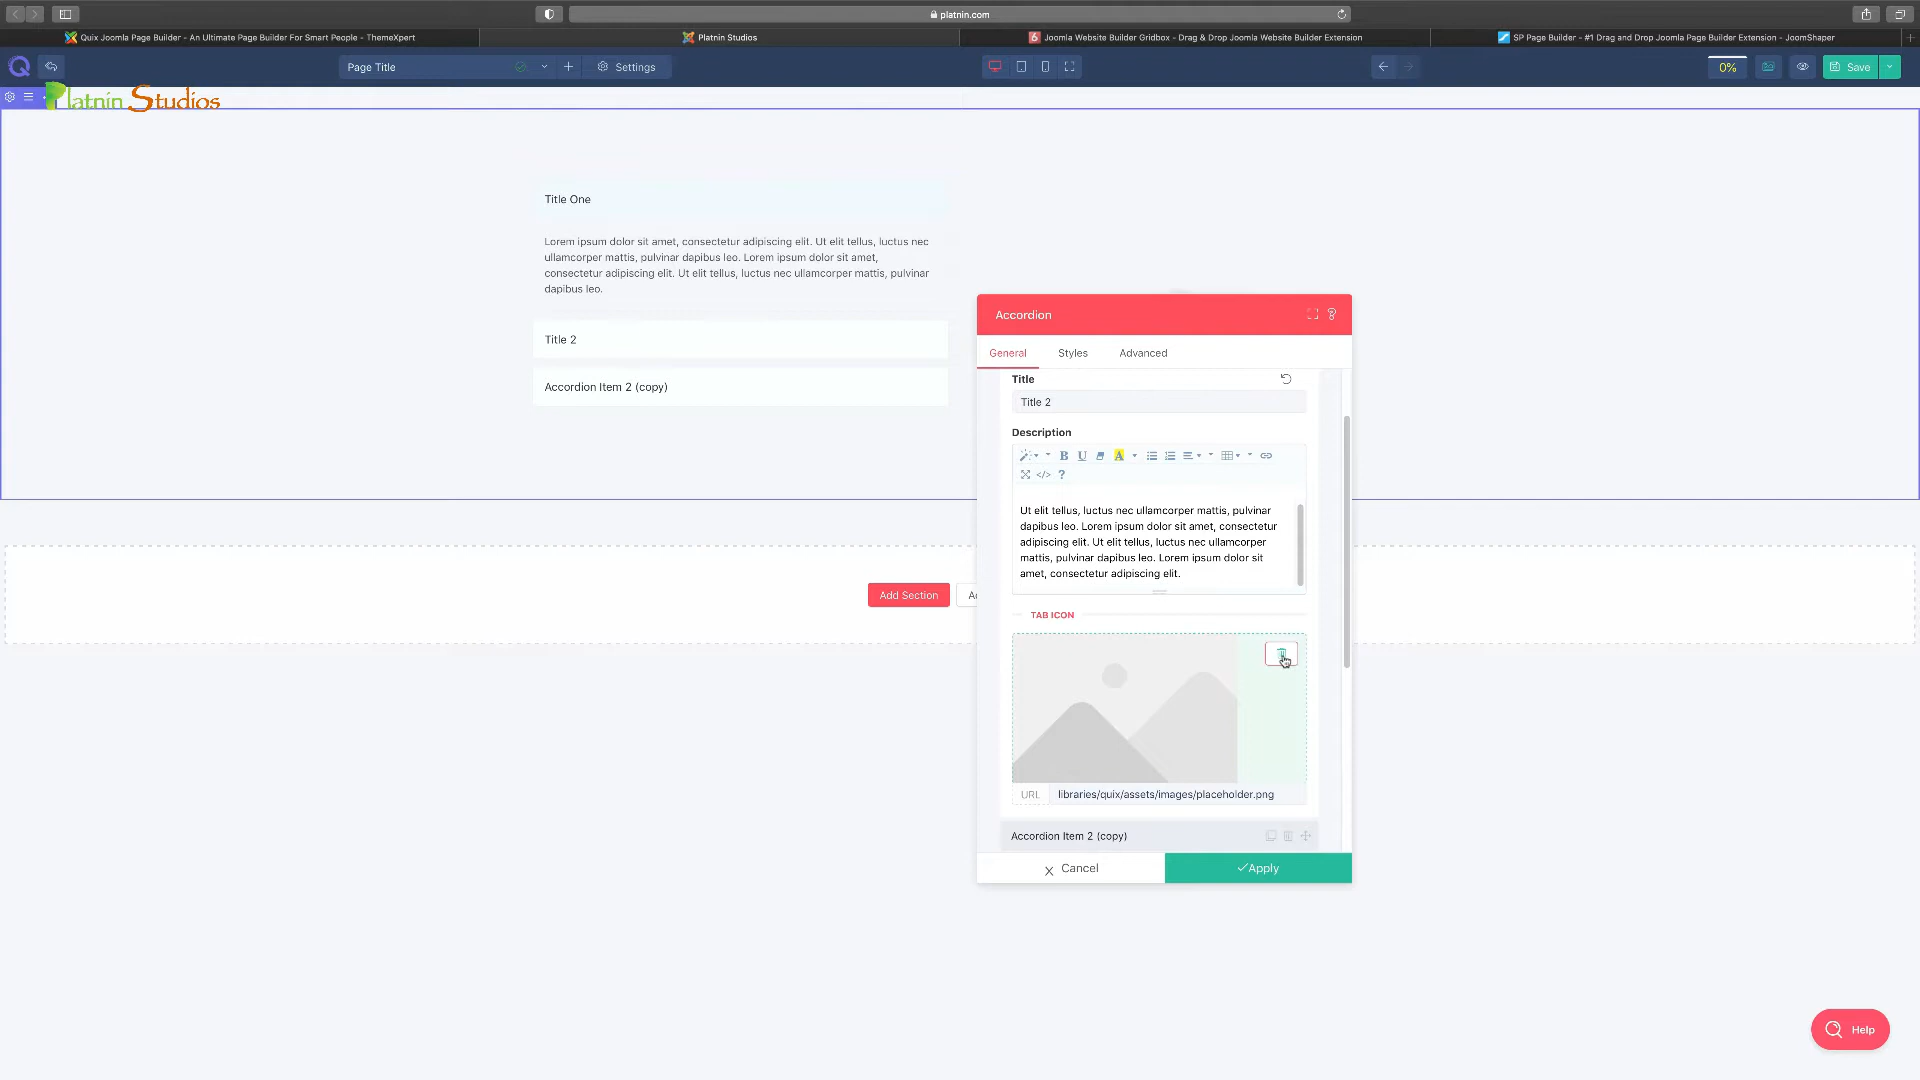 platnin.com
Quix Joomla Page Builder - An Ultimate Page Builder For Smart People - ThemeXpert
Platnin Studios
Joomla Website Builder Gridbox - Drag & Drop Joomla Website Builder Extension
SP Page Builder - #1 Drag and Drop Joomla Page Builder Extension - JoomShaper
Page Title
Settings
0%
Save
Platnin Studios
Title One
Lorem ipsum dolor sit amet, consectetur adipiscing elit. Ut elit tellus, luctus nec
ullamcorper mattis, pulvinar dapibus leo. Lorem ipsum dolor sit amet,
consectetur adipiscing elit. Ut elit tellus, luctus nec ullamcorper mattis, pulvinar
dapibus leo.
Title 2
Accordion Item 2 (copy)
Add Section
Accordion
General
Styles
Advanced
Title
Title 2
Description
B
U
A
</>
?
Ut elit tellus, luctus nec ullamcorper mattis, pulvinar
dapibus leo. Lorem ipsum dolor sit amet, consectetur
adipiscing elit. Ut elit tellus, luctus nec ullamcorper
mattis, pulvinar dapibus leo. Lorem ipsum dolor sit
amet, consectetur adipiscing elit.
TAB ICON
URL
libraries/quix/assets/images/placeholder.png
Accordion Item 2 (copy)
Cancel
Apply
Help